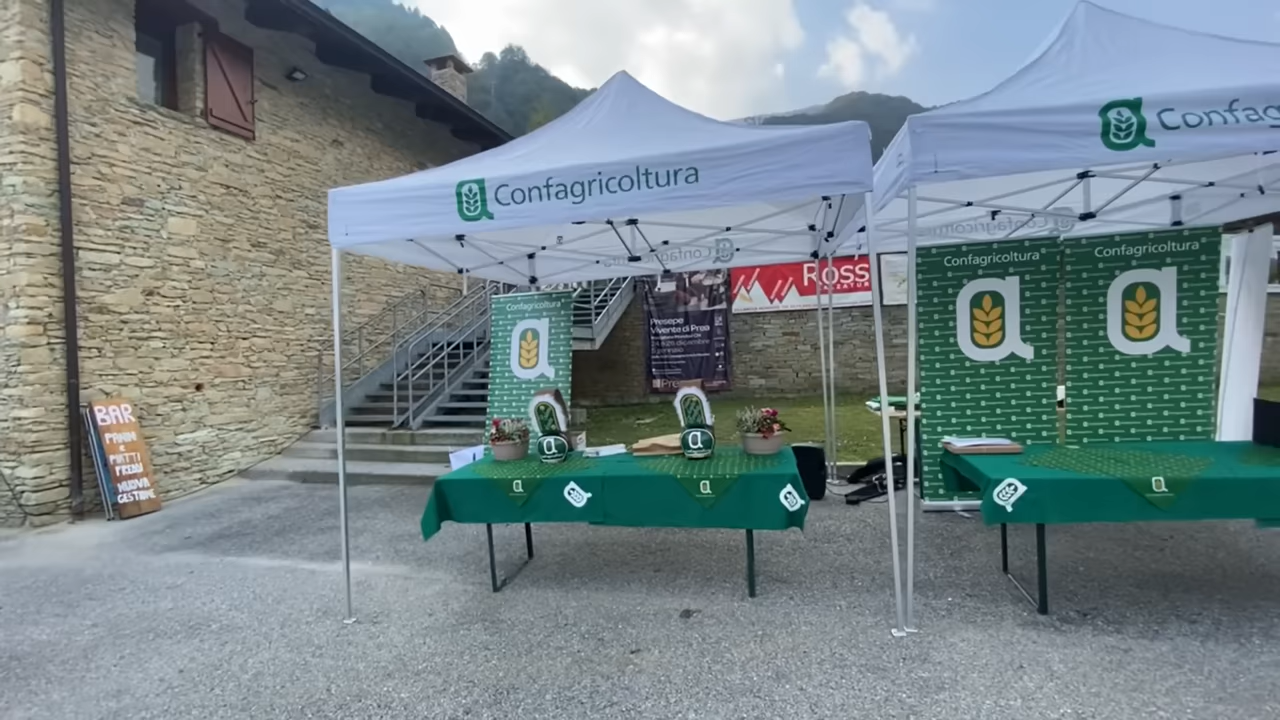 Confagricoltura
Confag
Confagricoltura
Confagricoltura
Confagricoltura
ROSS
Presepe
Vivente di Prea
BAR
PANINI
E
PIATTI
FREDDI
NUOVA
GESTIONE